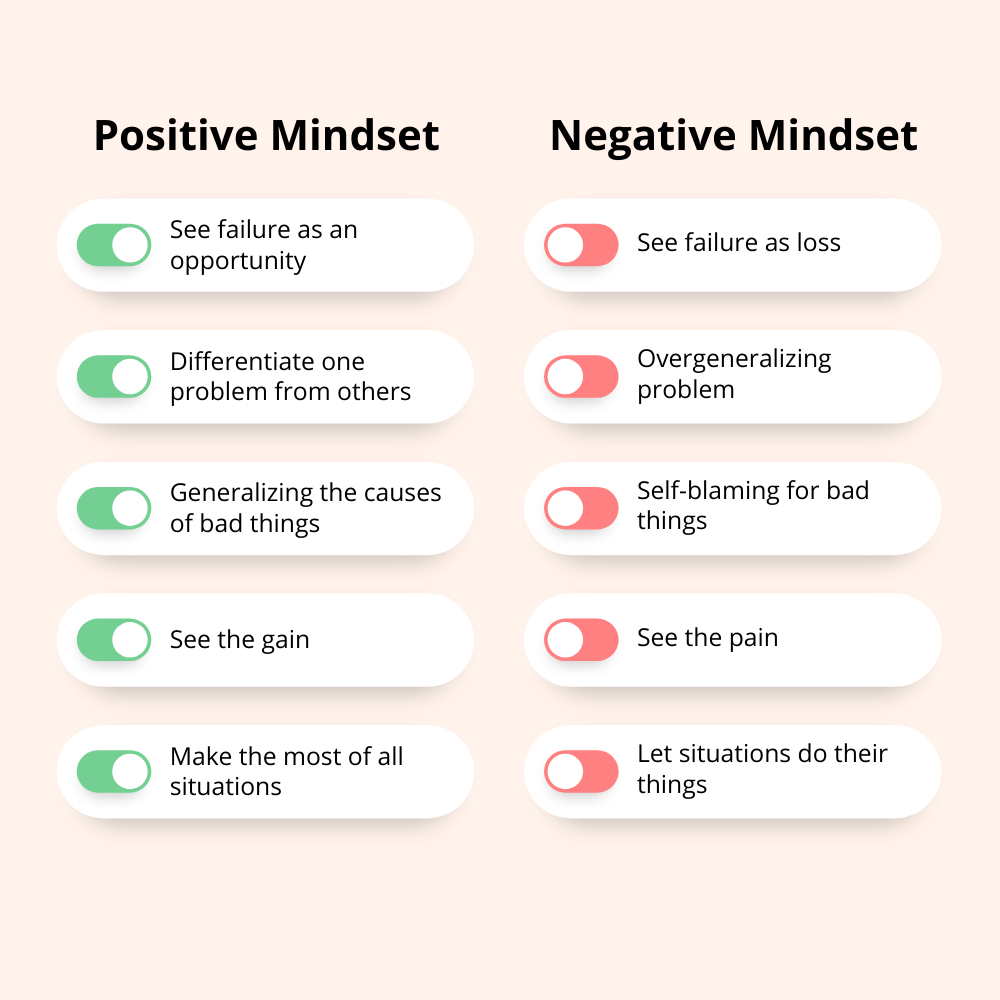 Positive Mindset
See failure as an
opportunity
Differentiate one
problem from others
Generalizing the causes
of bad things
See the gain
Make the most of all
situations
Negative Mindset
See failure as loss
Overgeneralizing
problem
Self-blaming for bad
things
See the pain
Let situations do their
things